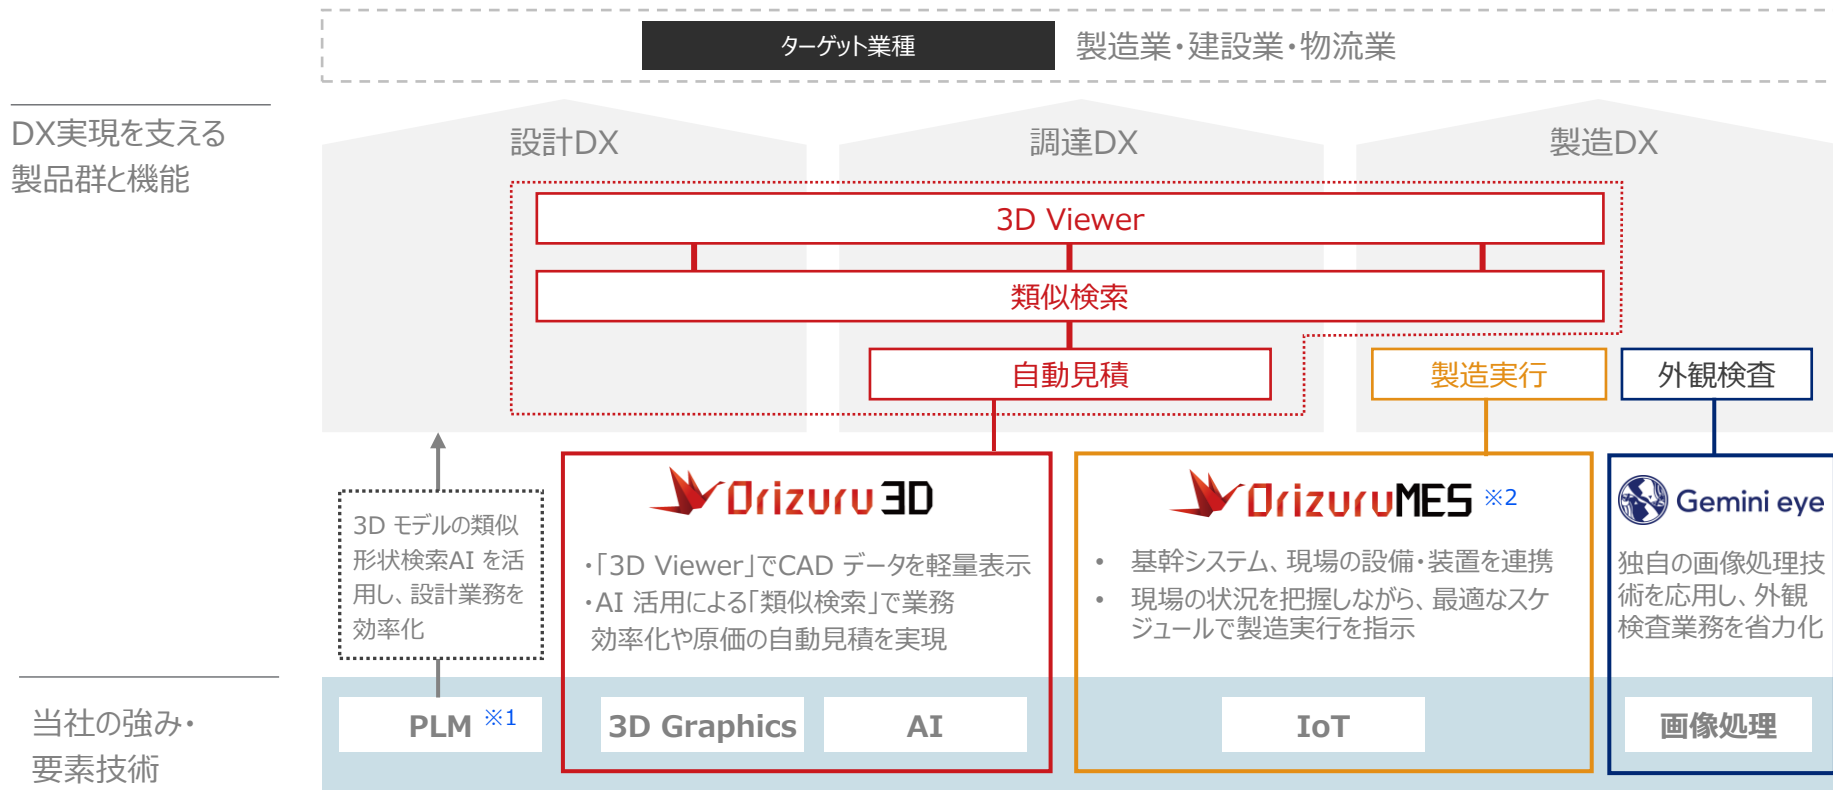 ターゲット業種
製造業・建設業・物流業
DX実現を支える
製品群と機能
設計DX
調達DX
製造DX
3D Viewer
類似検索
自動見積
製造実行
外観検査
3D モデルの類似
形状検索AI を活
用し、設計業務を
効率化
Orizuru 3D
・「3D Viewer」でCAD データを軽量表示
・AI 活用による「類似検索」で業務
効率化や原価の自動見積を実現
OrizuruMES ※2
• 基幹システム、現場の設備・装置を連携
• 現場の状況を把握しながら、最適なスケ
ジュールで製造実行を指示
Gemini eye
独自の画像処理技
術を応用し、外観
検査業務を省力化
当社の強み・
要素技術
PLM ※1
3D Graphics
AI
IoT
画像処理